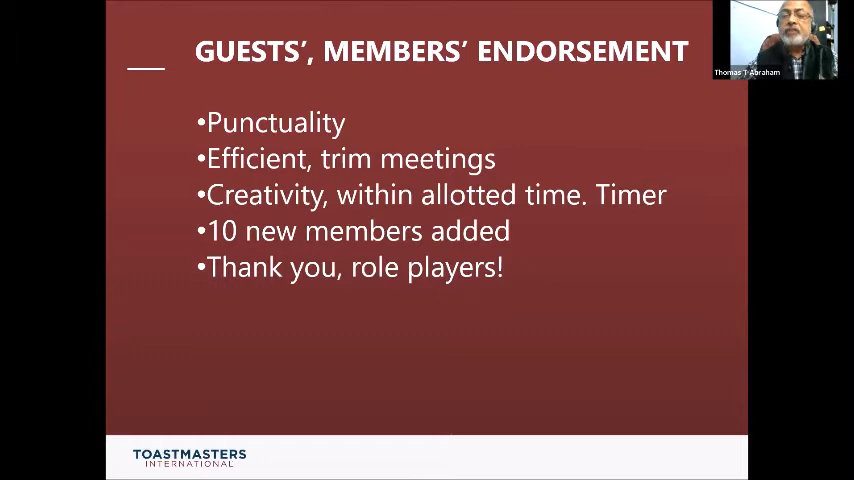 GUESTS’, MEMBERS’ ENDORSEMENT
Thomas T Abraham
•Punctuality
•Efficient, trim meetings
•Creativity, within allotted time. Timer
•10 new members added
•Thank you, role players!
TOASTMASTERS
INTERNATIONAL